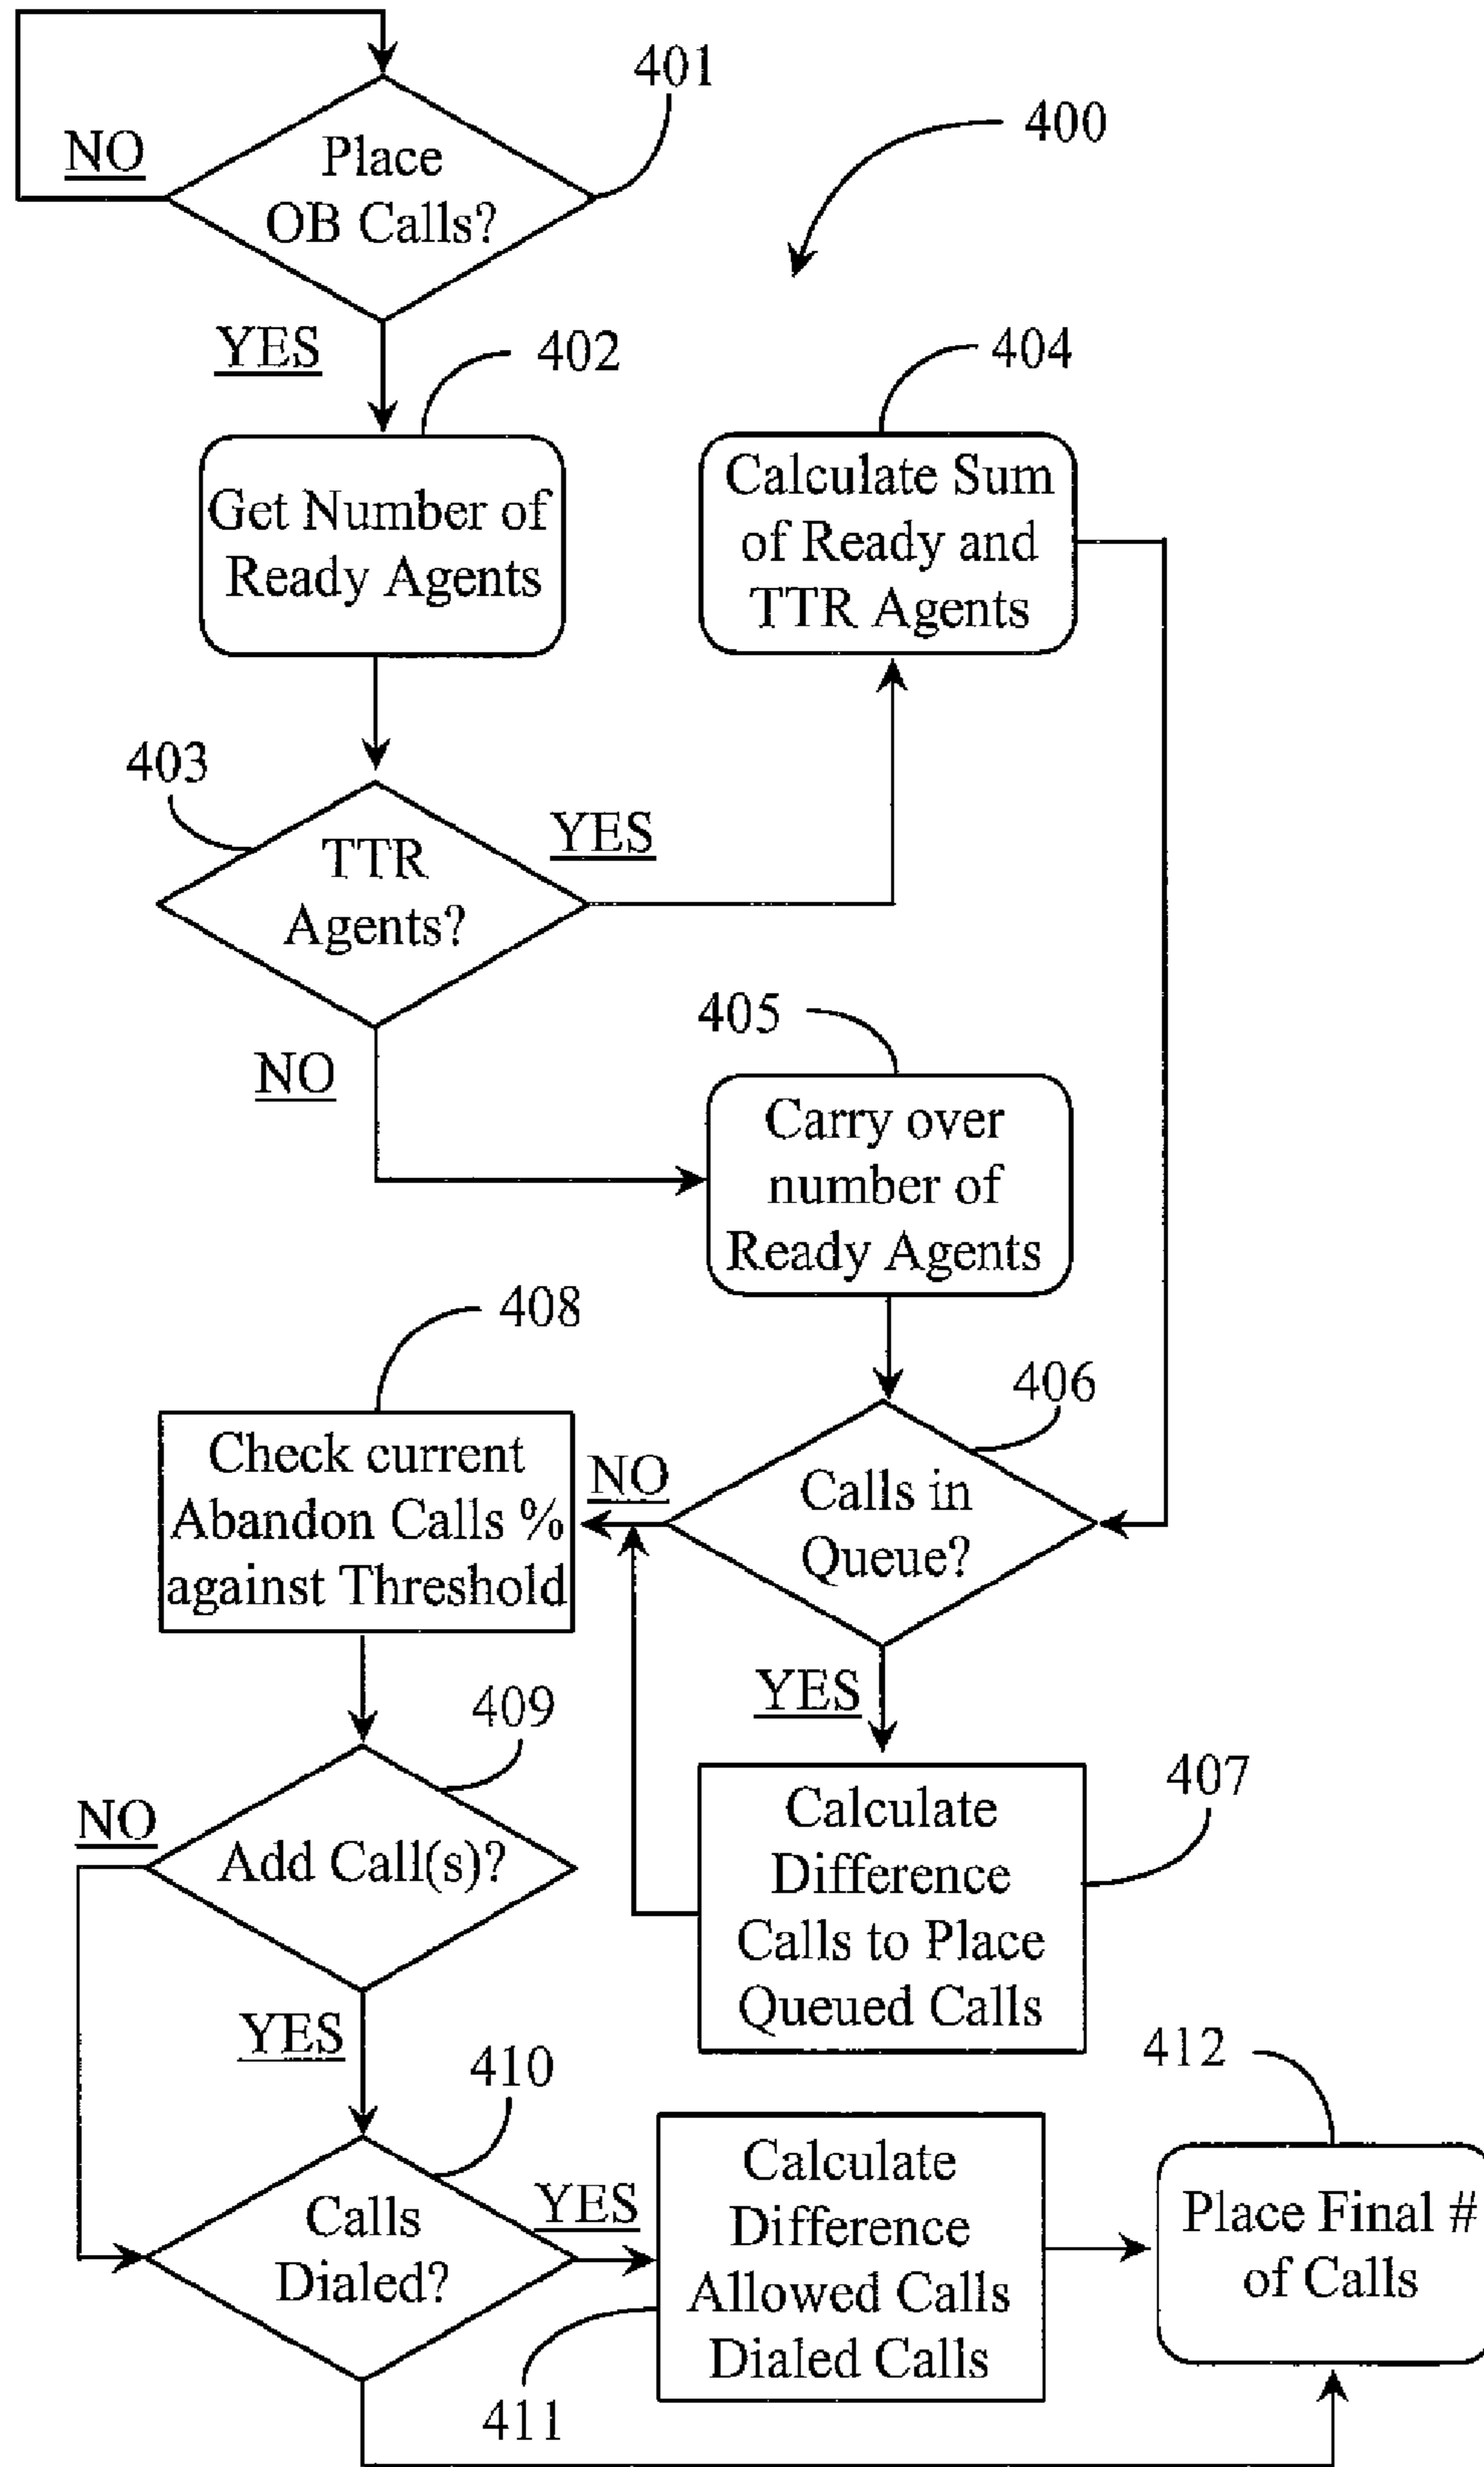 401
400
NO
Place
OB Calls?
YES
402
404
Get Number of
Ready Agents
Calculate Sum
of Ready and
TTR Agents
403
YES
TTR
Agents?
405
NO
Carry over
number of
Ready Agents
408
406
Check current
Abandon Calls %
against Threshold
NO
Calls in
Queue?
YES
409
407
NO
Add Call(s)?
Calculate
Difference
Calls to Place
Queued Calls
YES
410
412
Calls
Dialed?
YES
Calculate
Difference
Allowed Calls
Dialed Calls
Place Final #
of Calls
411